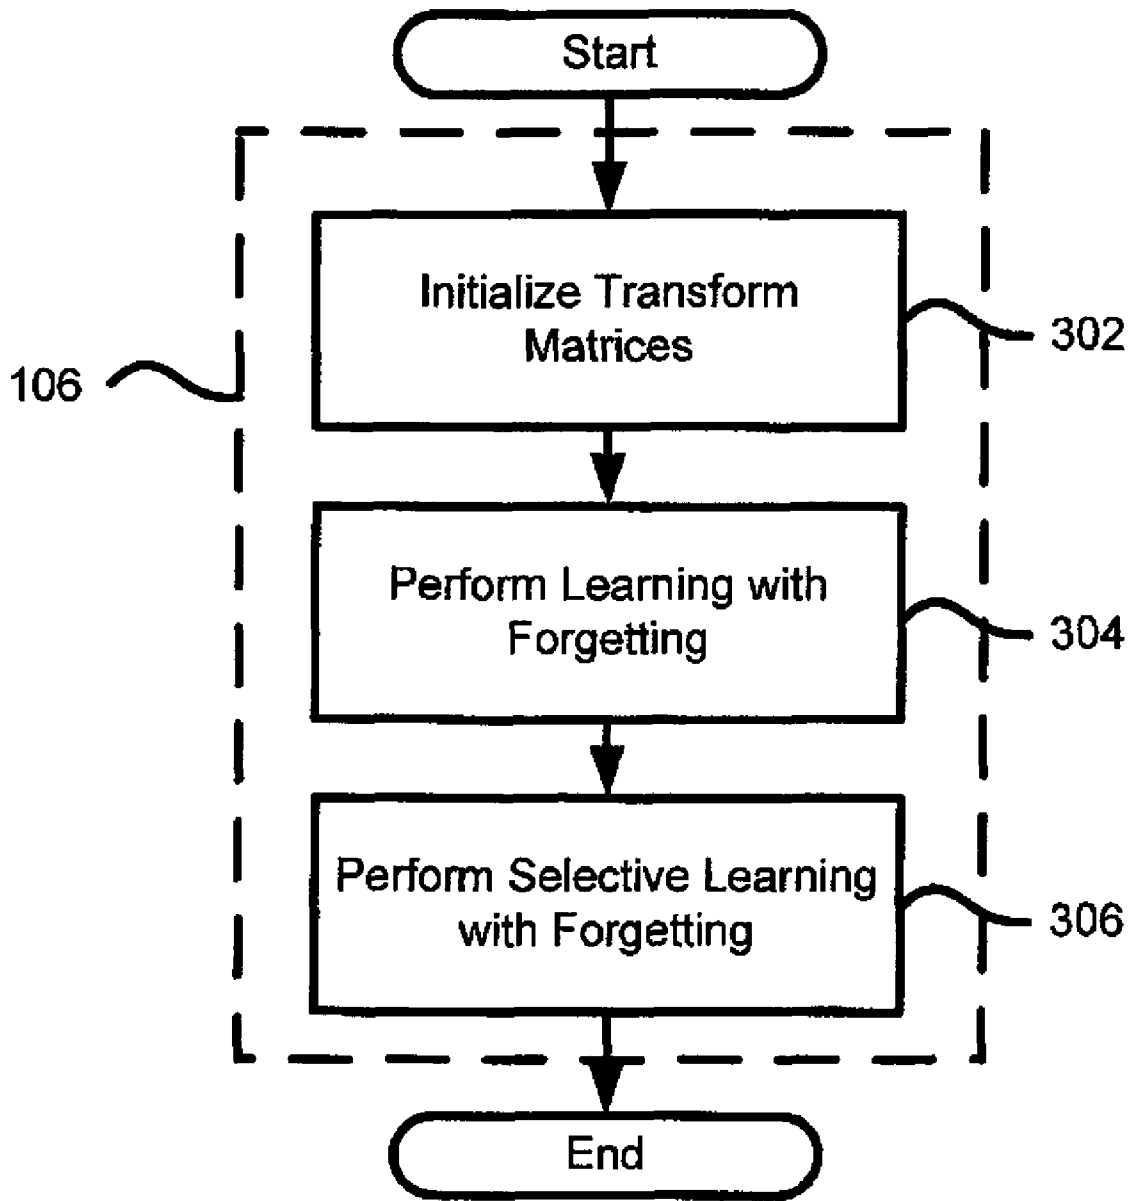 Start
Initialize Transform
Matrices
302
106
Perform Learning with
Forgetting
304
Perform Selective Learning
with Forgetting
306
End